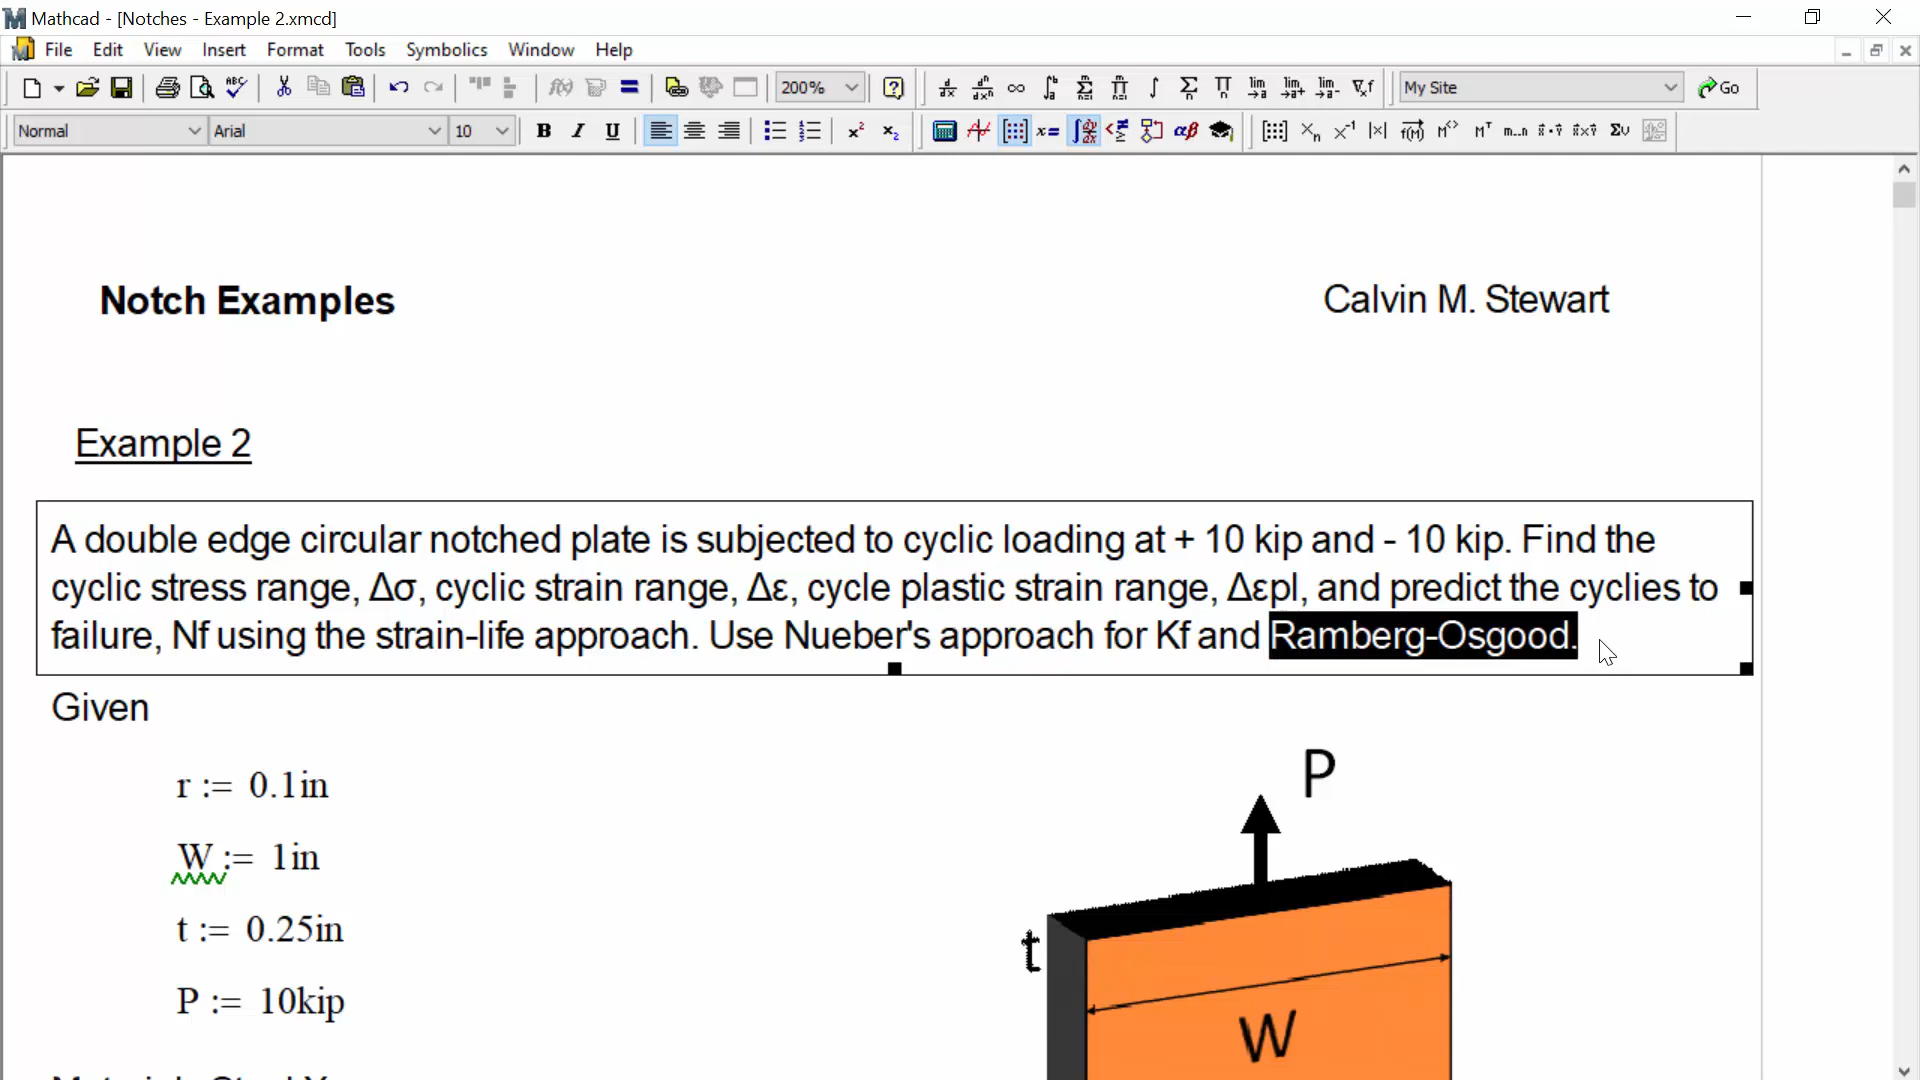 Mathcad - [Notches - Example 2.xmcd]
File Edit View Insert Format Tools Symbolics Window Help
200% My Site Go
Normal Arial 10 B I U
Notch Examples Calvin M. Stewart
Example 2
A double edge circular notched plate is subjected to cyclic loading at + 10 kip and - 10 kip. Find the
cyclic stress range, Δσ, cyclic strain range, Δε, cycle plastic strain range, Δεpl, and predict the cyclies to
failure, Nf using the strain-life approach. Use Nueber's approach for Kf and Ramberg-Osgood.
Given
r := 0.1in
W := 1in
t := 0.25in
P := 10kip
P
t
W